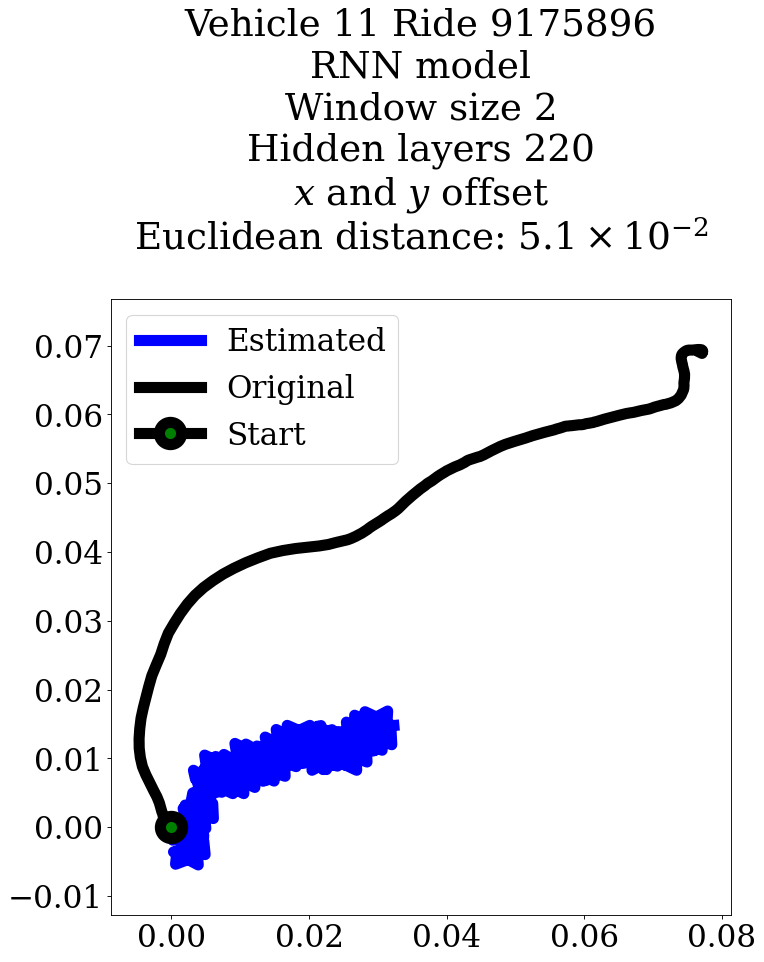 Vehicle 11 Ride 9175896
RNN model
Window size 2
Hidden layers 220
x and y offset
Euclidean distance: 5.1 × 10⁻²
Estimated
Original
Start
0.07
0.06
0.05
0.04
0.03
0.02
0.01
0.00
−0.01
0.00 0.02 0.04 0.06 0.08